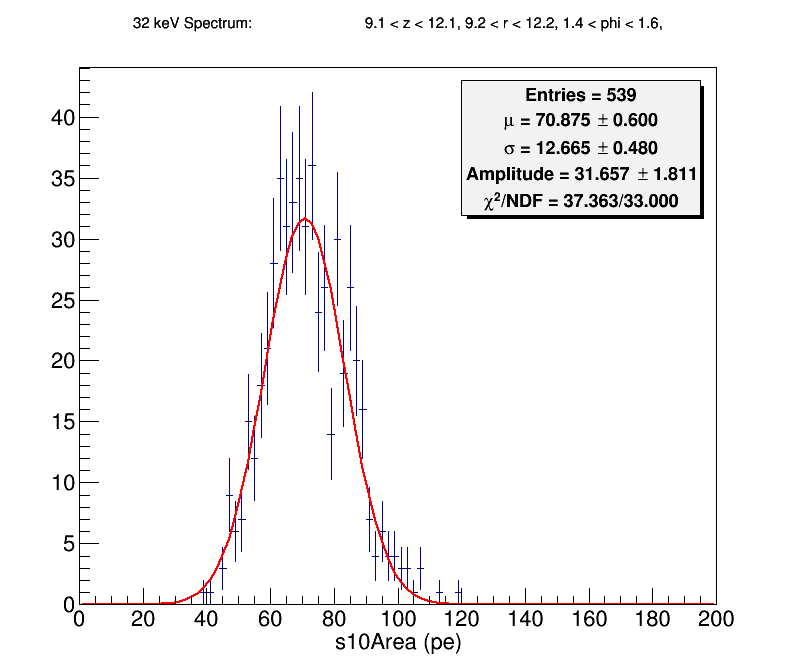 32 keV Spectrum: 9.1 < z < 12.1, 9.2 < r < 12.2, 1.4 < phi < 1.6,
Entries = 539
μ = 70.875 ± 0.600
σ = 12.665 ± 0.480
Amplitude = 31.657 ± 1.811
χ²/NDF = 37.363/33.000
40
35
30
25
20
15
10
5
0
0 20 40 60 80 100 120 140 160 180 200
s10Area (pe)